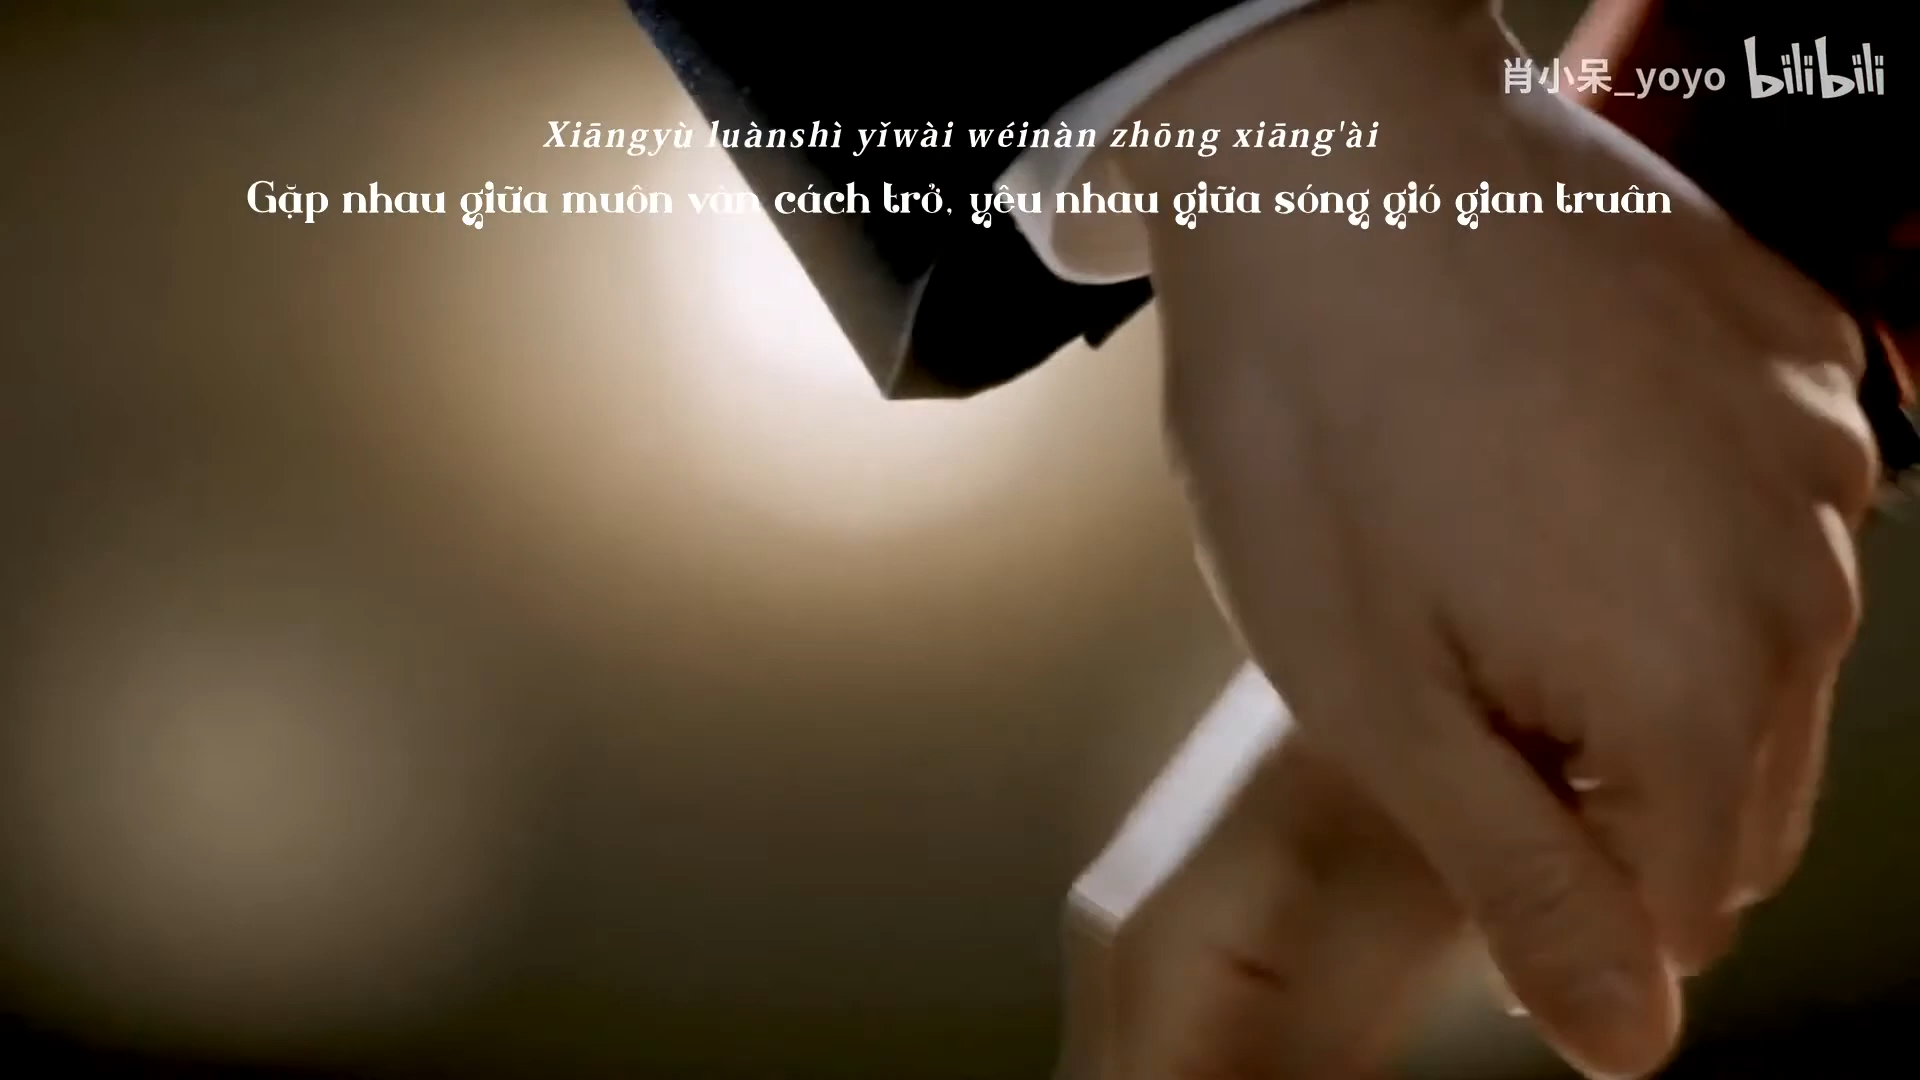 肖小呆_yoyo bilibili
Xiāngyù luànshì yǐwài wéinàn zhōng xiāng'ài
Gặp nhau giữa muôn vàn cách trở, yêu nhau giữa sóng gió gian truân